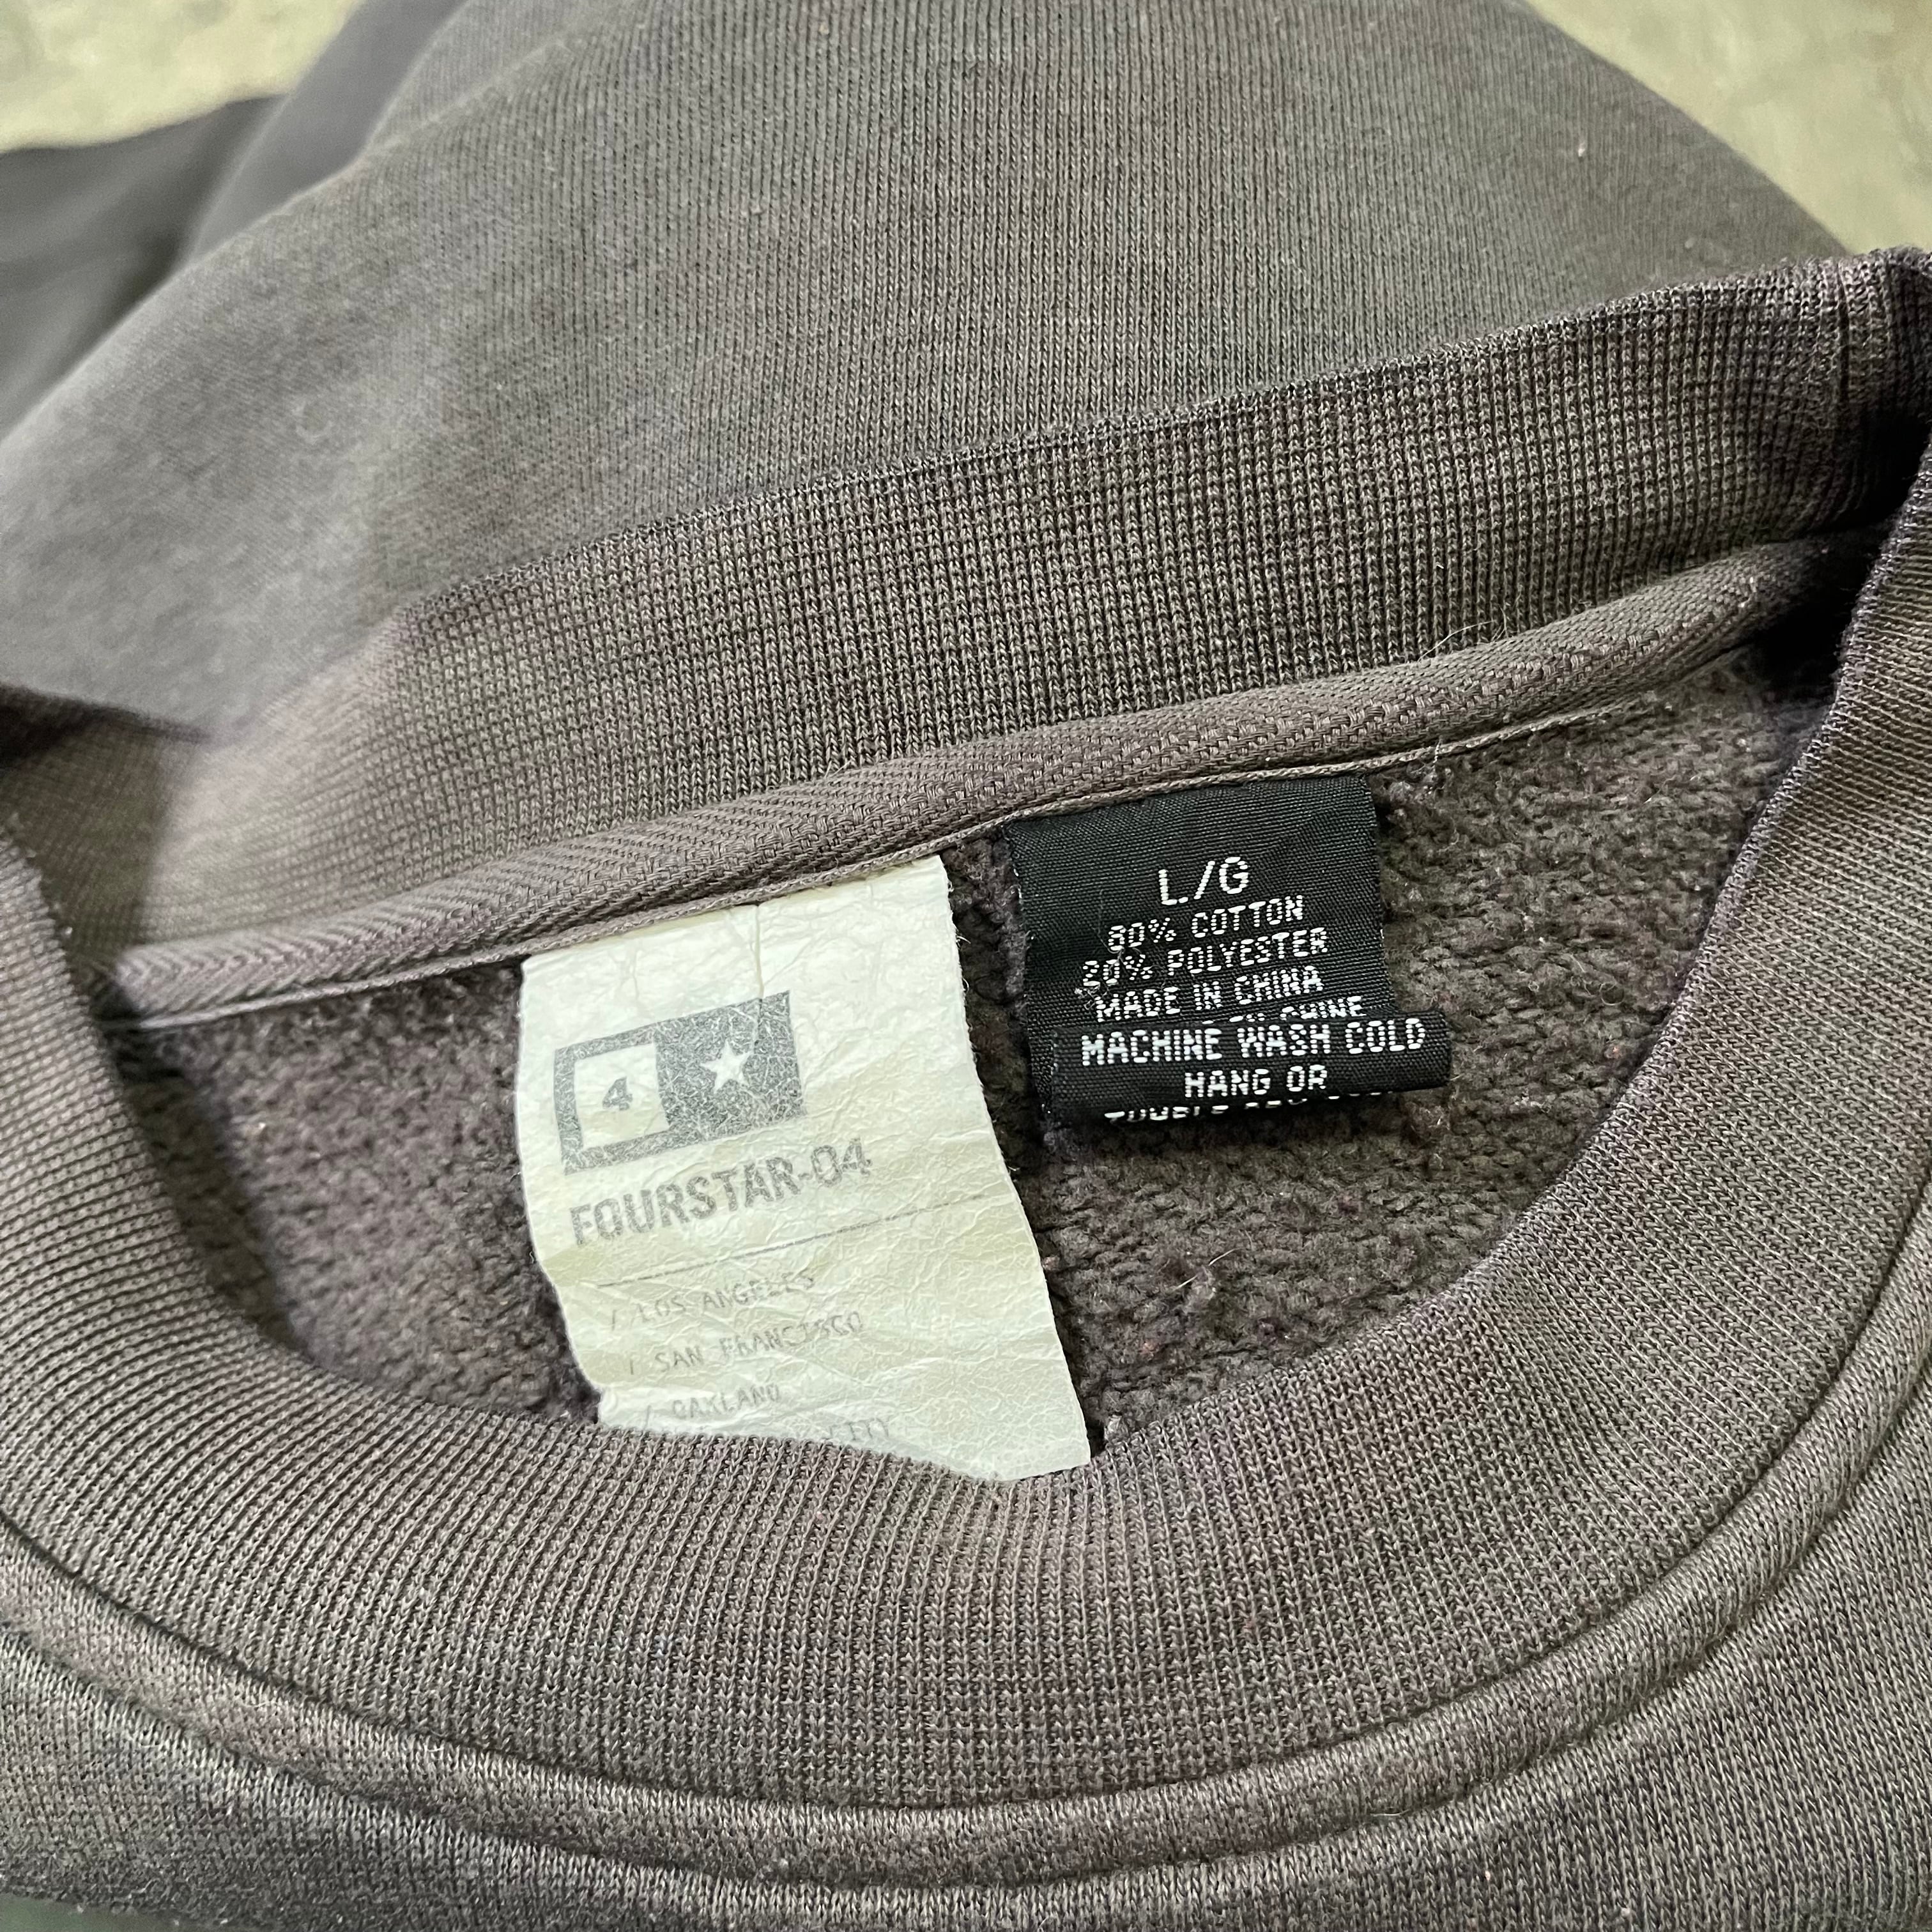 4
FOURSTAR-04
/ LOS ANGELES
/ SAN FRANCISCO
/ OAKLAND
L/G
80% COTTON
20% POLYESTER
MADE IN CHINA
MACHINE WASH COLD
HANG OR